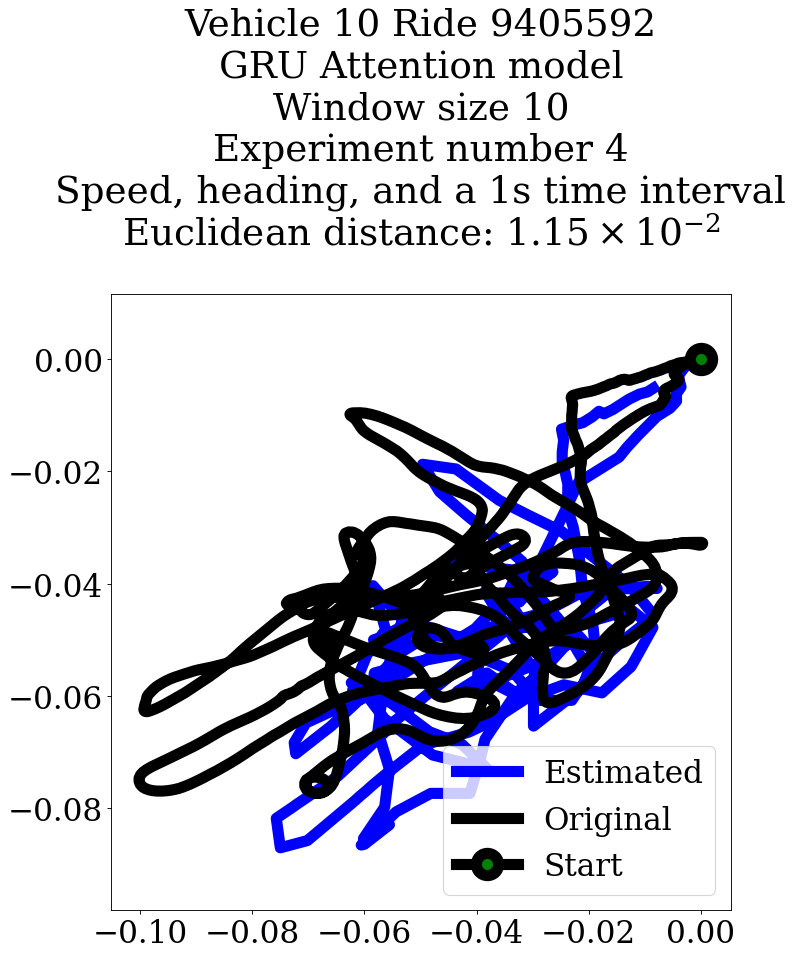 Vehicle 10 Ride 9405592
GRU Attention model
Window size 10
Experiment number 4
Speed, heading, and a 1s time interval
Euclidean distance: 1.15 × 10⁻²
0.00
−0.02
−0.04
−0.06
−0.08
Estimated
Original
Start
−0.10 −0.08 −0.06 −0.04 −0.02 0.00